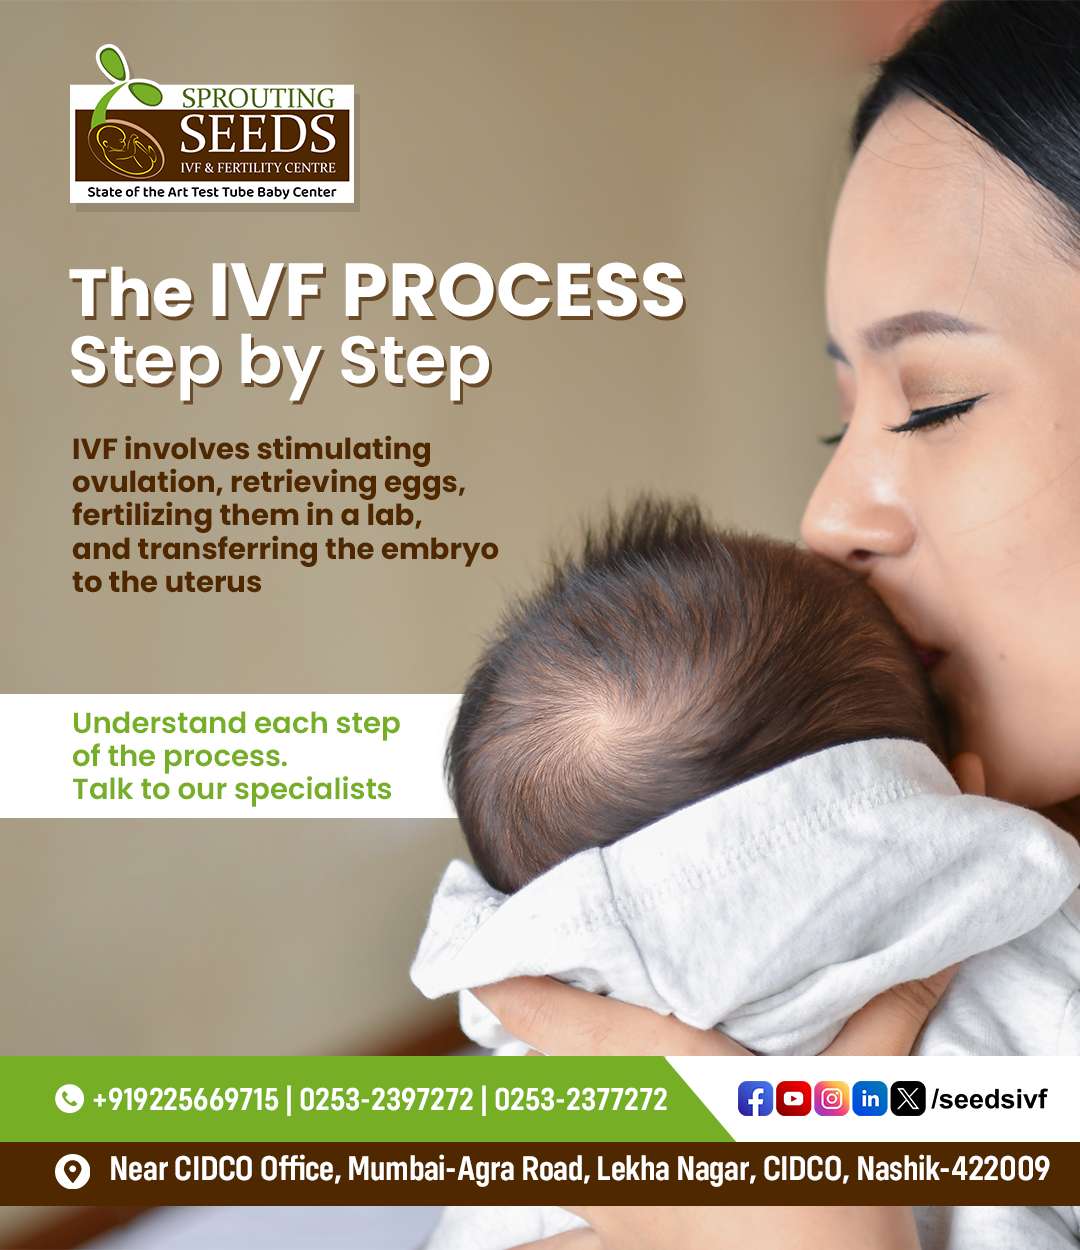 SPROUTING
SEEDS
IVF & FERTILITY CENTRE
State of the Art Test Tube Baby Center
The IVF PROCESS
Step by Step
IVF involves stimulating
ovulation, retrieving eggs,
fertilizing them in a lab,
and transferring the embryo
to the uterus
Understand each step
of the process.
Talk to our specialists
+919225669715 | 0253-2397272 | 0253-2377272
/seedsivf
Near CIDCO Office, Mumbai-Agra Road, Lekha Nagar, CIDCO, Nashik-422009